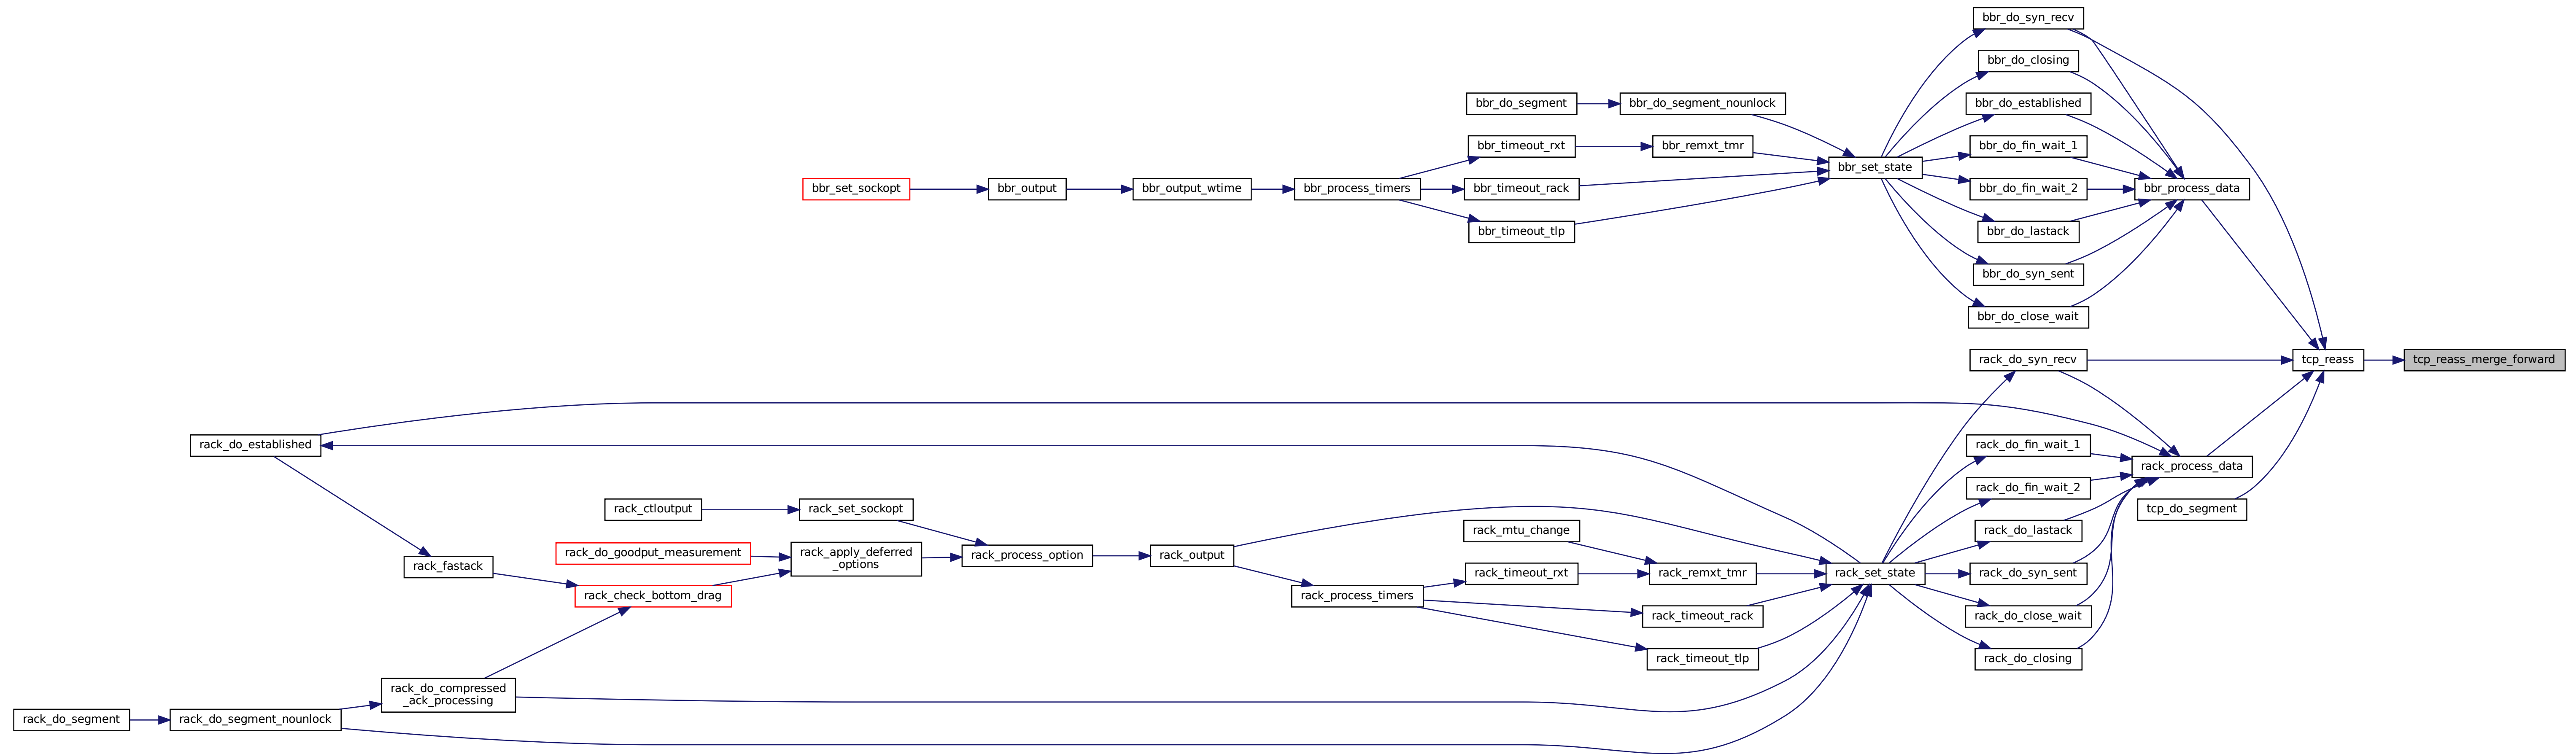 bbr_do_syn_recv
bbr_do_closing
bbr_do_segment
bbr_do_segment_nounlock
bbr_do_established
bbr_timeout_rxt
bbr_remxt_tmr
bbr_do_fin_wait_1
bbr_set_state
bbr_set_sockopt
bbr_output
bbr_output_wtime
bbr_process_timers
bbr_timeout_rack
bbr_do_fin_wait_2
bbr_process_data
bbr_timeout_tlp
bbr_do_lastack
bbr_do_syn_sent
bbr_do_close_wait
rack_do_syn_recv
tcp_reass
tcp_reass_merge_forward
rack_do_established
rack_do_fin_wait_1
rack_process_data
rack_do_fin_wait_2
rack_ctloutput
rack_set_sockopt
tcp_do_segment
rack_mtu_change
rack_do_lastack
rack_do_goodput_measurement
rack_apply_deferred
_options
rack_process_option
rack_output
rack_fastack
rack_timeout_rxt
rack_remxt_tmr
rack_set_state
rack_do_syn_sent
rack_check_bottom_drag
rack_process_timers
rack_timeout_rack
rack_do_close_wait
rack_timeout_tlp
rack_do_closing
rack_do_compressed
_ack_processing
rack_do_segment
rack_do_segment_nounlock